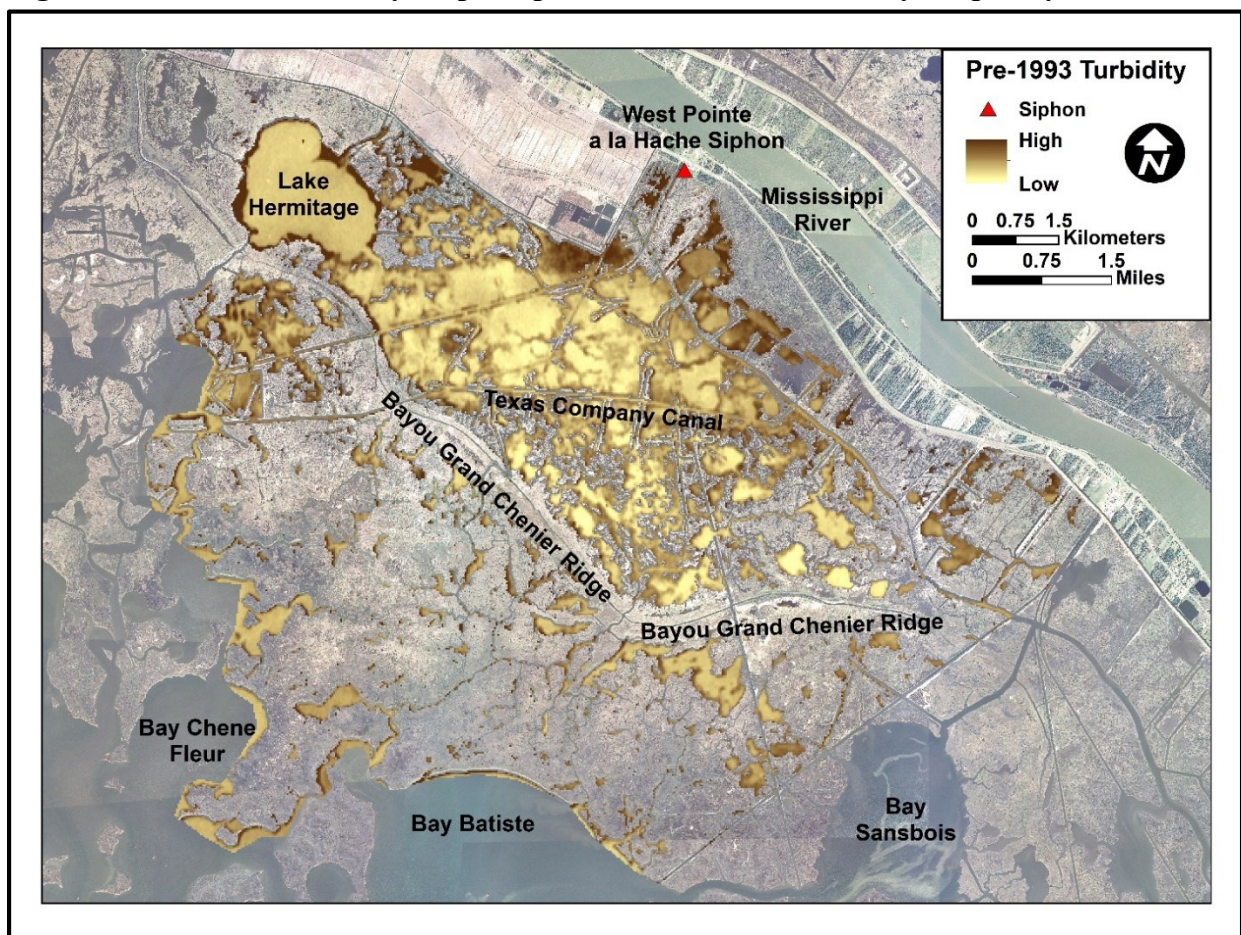 Pre-1993 Turbidity
Siphon
High
Low
N
0 0.75 1.5
Kilometers
0 0.75 1.5
Miles
West Pointe
a la Hache Siphon
Mississippi
River
Lake
Hermitage
Texas Company Canal
Bayou Grand Chenier Ridge
Bayou Grand Chenier Ridge
Bay Chene
Fleur
Bay Batiste
Bay
Sansbois